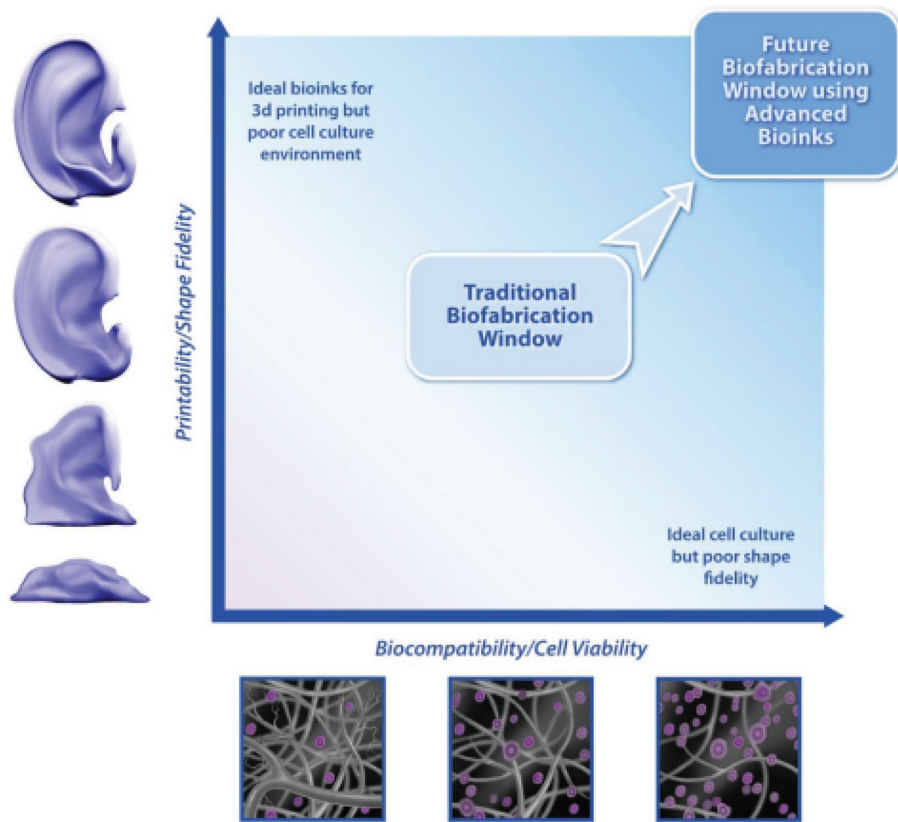 Future
Biofabrication
Window using
Advanced
Bioinks
Ideal bioinks for
3d printing but
poor cell culture
environment
Traditional
Biofabrication
Window
Printability/Shape Fidelity
Ideal cell culture
but poor shape
fidelity
Biocompatibility/Cell Viability